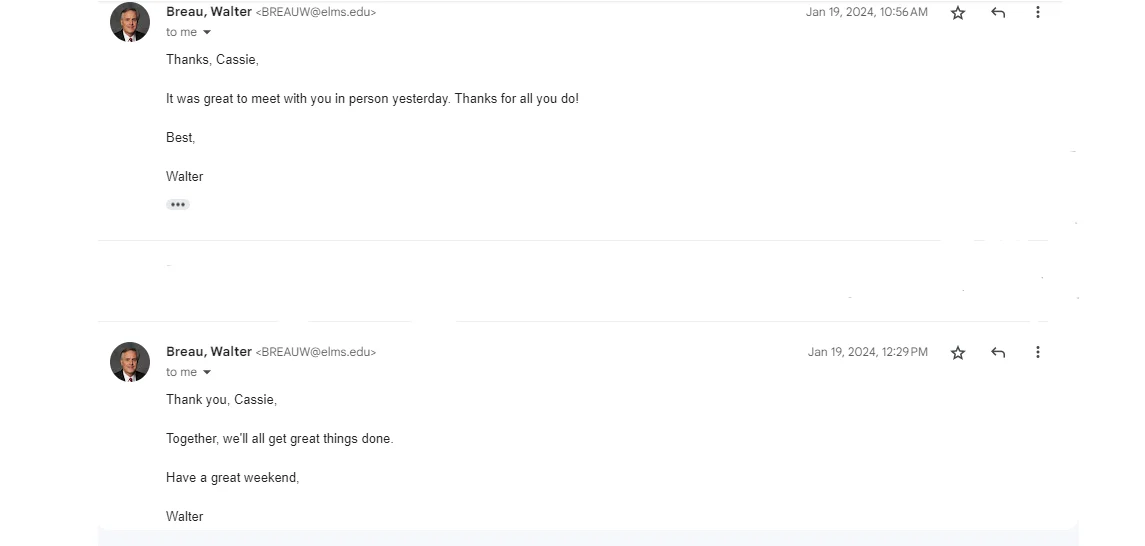 Breau, Walter <BREAUW@elms.edu> Jan 19, 2024, 10:56 AM
to me
Thanks, Cassie,
It was great to meet with you in person yesterday. Thanks for all you do!
Best,
Walter
Breau, Walter <BREAUW@elms.edu> Jan 19, 2024, 12:29 PM
to me
Thank you, Cassie,
Together, we'll all get great things done.
Have a great weekend,
Walter